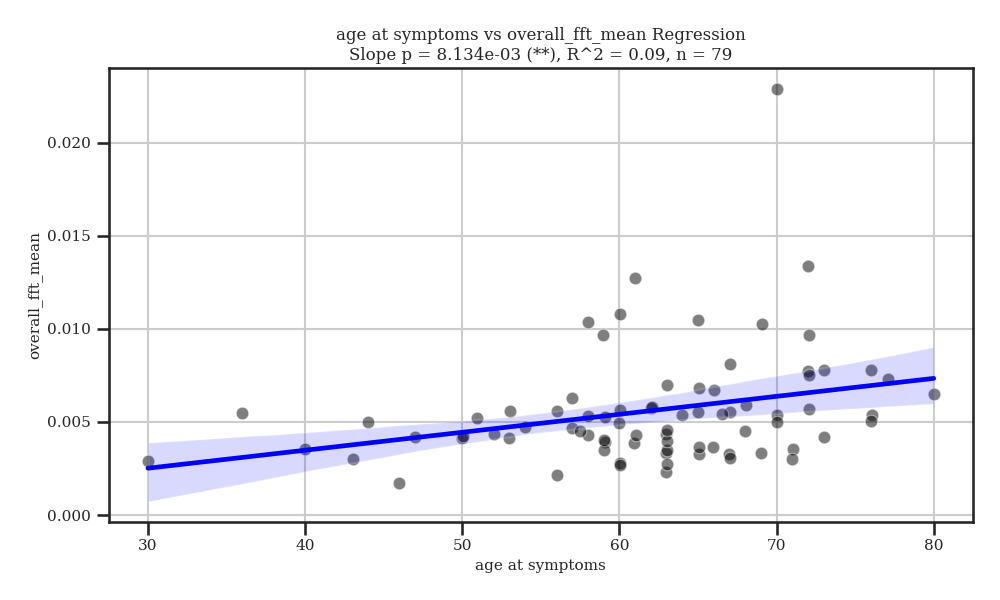 age at symptoms vs overall_fft_mean Regression
Slope p = 8.134e-03 (**), R^2 = 0.09, n = 79
overall_fft_mean
0.020
0.015
0.010
0.005
0.000
30 40 50 60 70 80
age at symptoms